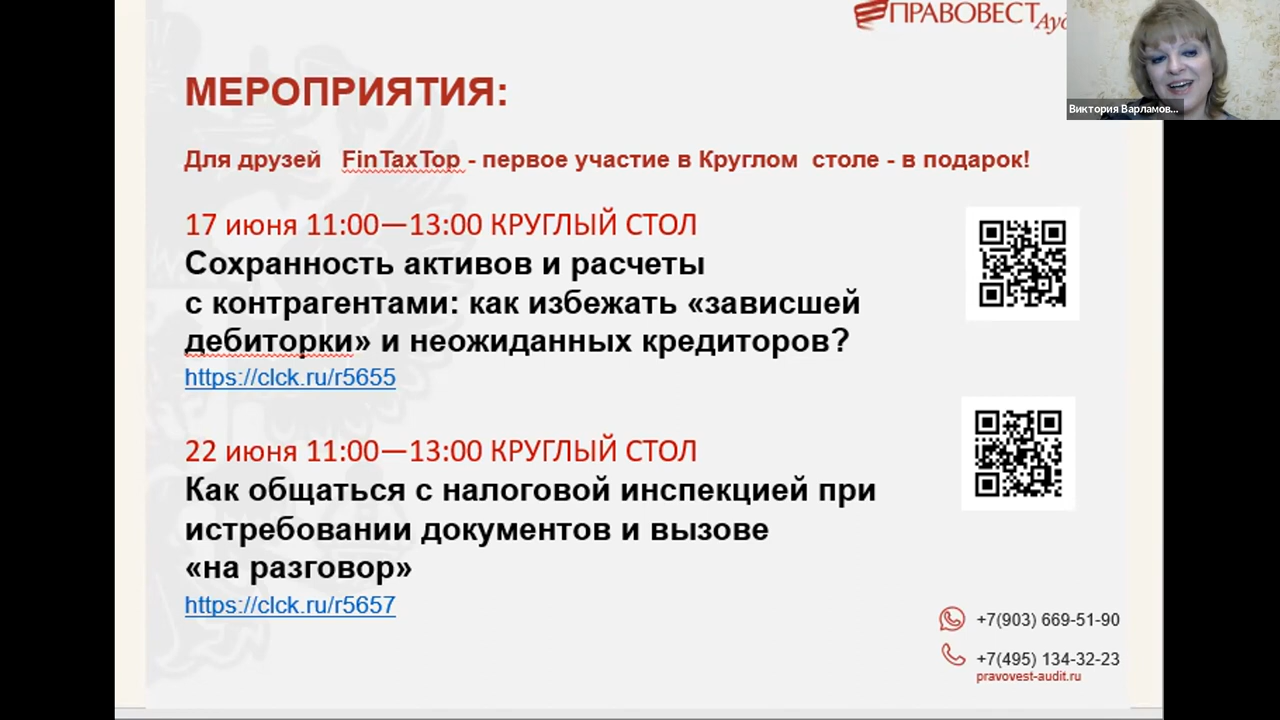 ПРАВОВЕСТ
МЕРОПРИЯТИЯ:
Виктория Варламов...
Для друзей FinTaxTop - первое участие в Круглом столе - в подарок!
17 июня 11:00—13:00 КРУГЛЫЙ СТОЛ
Сохранность активов и расчеты
с контрагентами: как избежать «зависшей
дебиторки» и неожиданных кредиторов?
https://clck.ru/r5655
22 июня 11:00—13:00 КРУГЛЫЙ СТОЛ
Как общаться с налоговой инспекцией при
истребовании документов и вызове
«на разговор»
https://clck.ru/r5657
+7(903) 669-51-90
+7(495) 134-32-23
pravovest-audit.ru